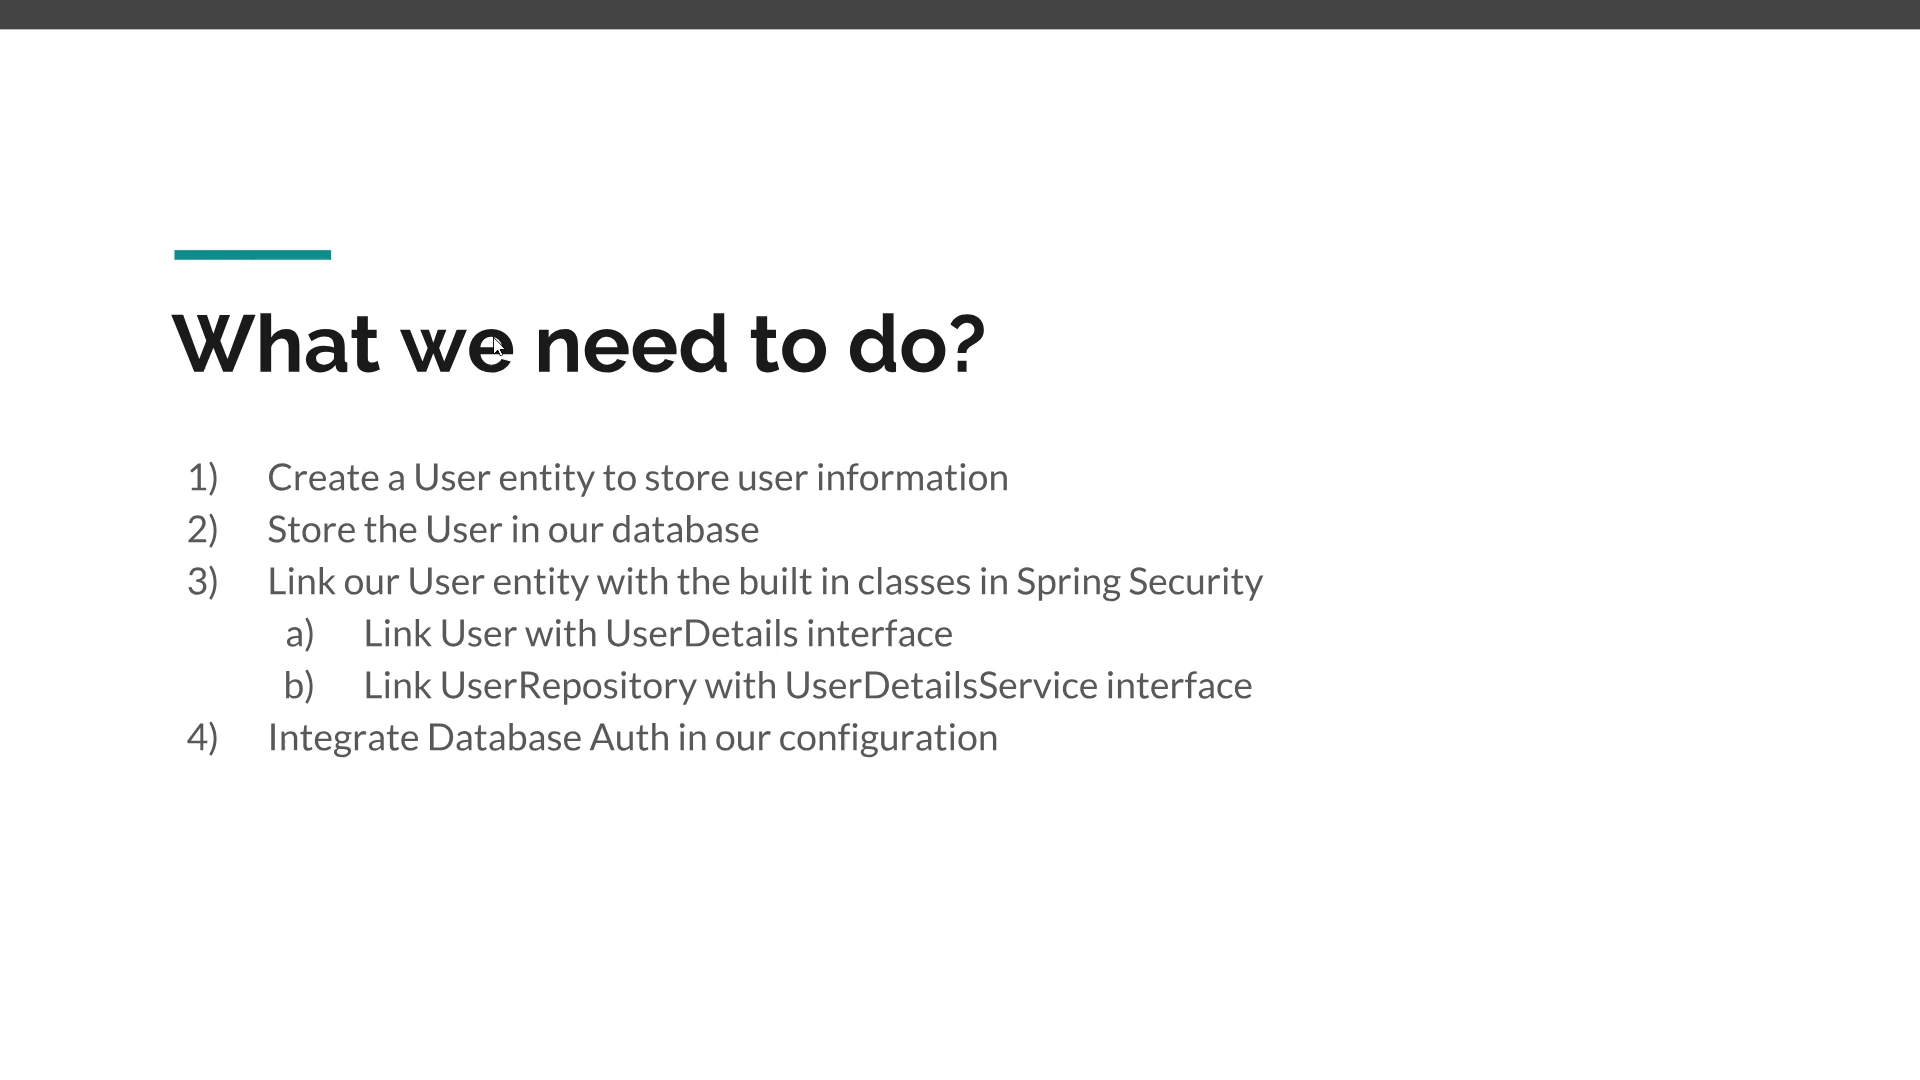 What we need to do?
1) Create a User entity to store user information
2) Store the User in our database
3) Link our User entity with the built in classes in Spring Security
a) Link User with UserDetails interface
b) Link UserRepository with UserDetailsService interface
4) Integrate Database Auth in our configuration